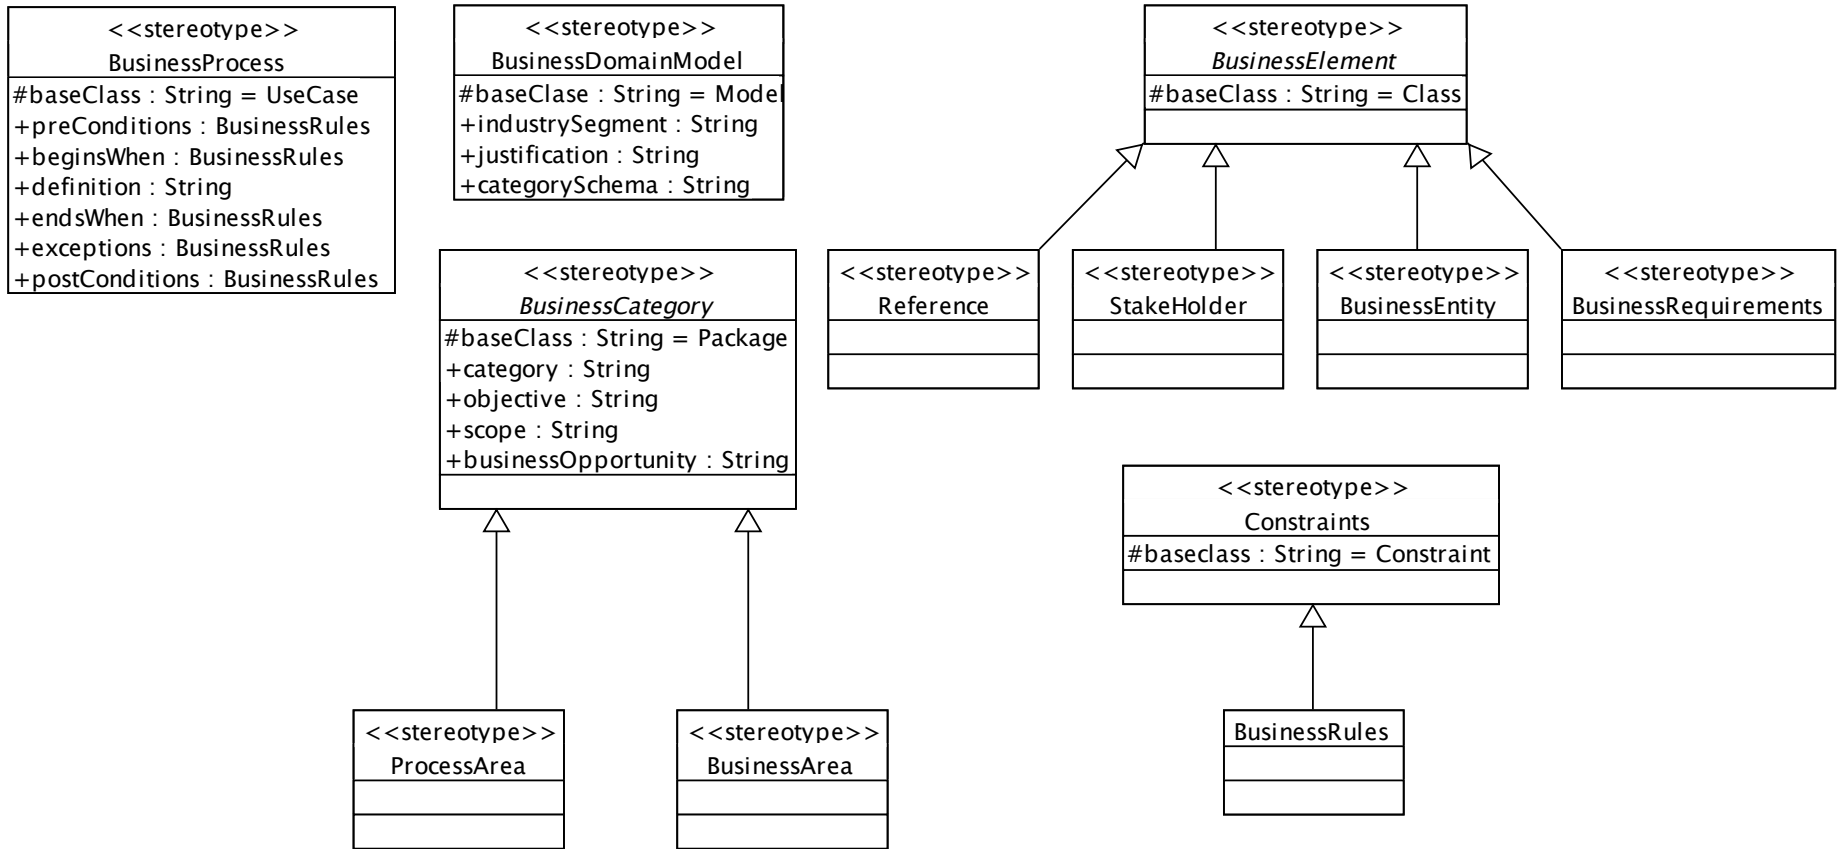 <<stereotype>>
BusinessProcess
#baseClass : String = UseCase
+preConditions : BusinessRules
+beginsWhen : BusinessRules
+definition : String
+endsWhen : BusinessRules
+exceptions : BusinessRules
+postConditions : BusinessRules
<<stereotype>>
BusinessDomainModel
#baseClase : String = Model
+industrySegment : String
+justification : String
+categorySchema : String
<<stereotype>>
BusinessElement
#baseClass : String = Class
<<stereotype>>
BusinessCategory
#baseClass : String = Package
+category : String
+objective : String
+scope : String
+businessOpportunity : String
<<stereotype>>
Reference
<<stereotype>>
StakeHolder
<<stereotype>>
BusinessEntity
<<stereotype>>
BusinessRequirements
<<stereotype>>
Constraints
#baseclass : String = Constraint
<<stereotype>>
ProcessArea
<<stereotype>>
BusinessArea
BusinessRules